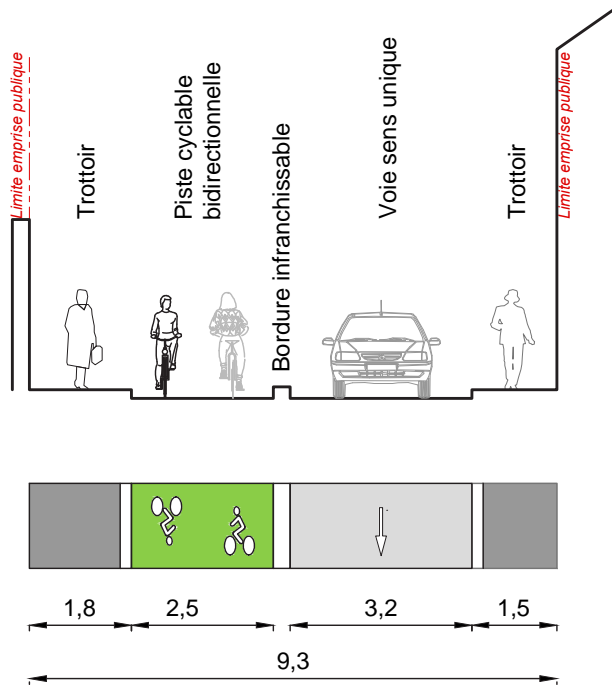 Limite emprise publique
Trottoir
Piste cyclable
bidirectionnelle
Bordure infranchissable
Voie sens unique
Trottoir
Limite emprise publique
1,8
2,5
3,2
1,5
9,3